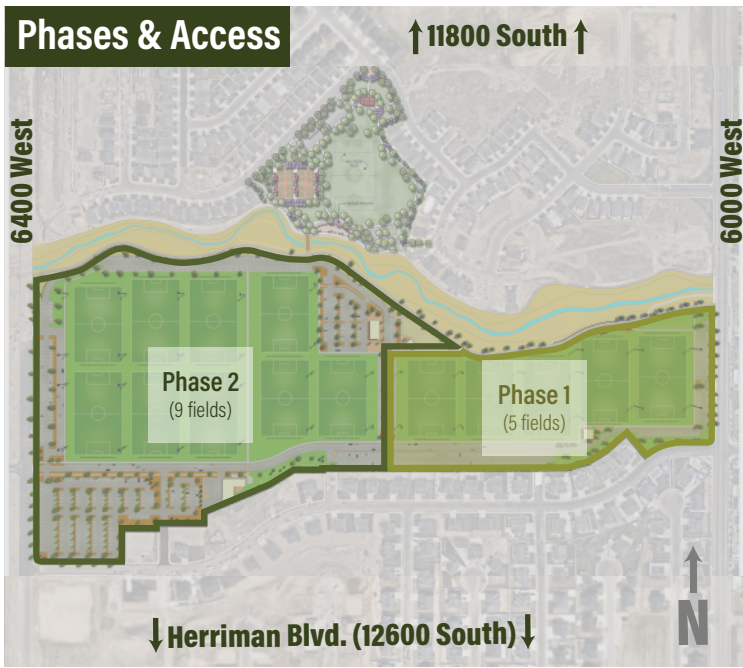 Phases & Access
↑ 11800 South ↑
6400 West
6000 West
Phase 2
(9 fields)
Phase 1
(5 fields)
N
↓ Herriman Blvd. (12600 South) ↓